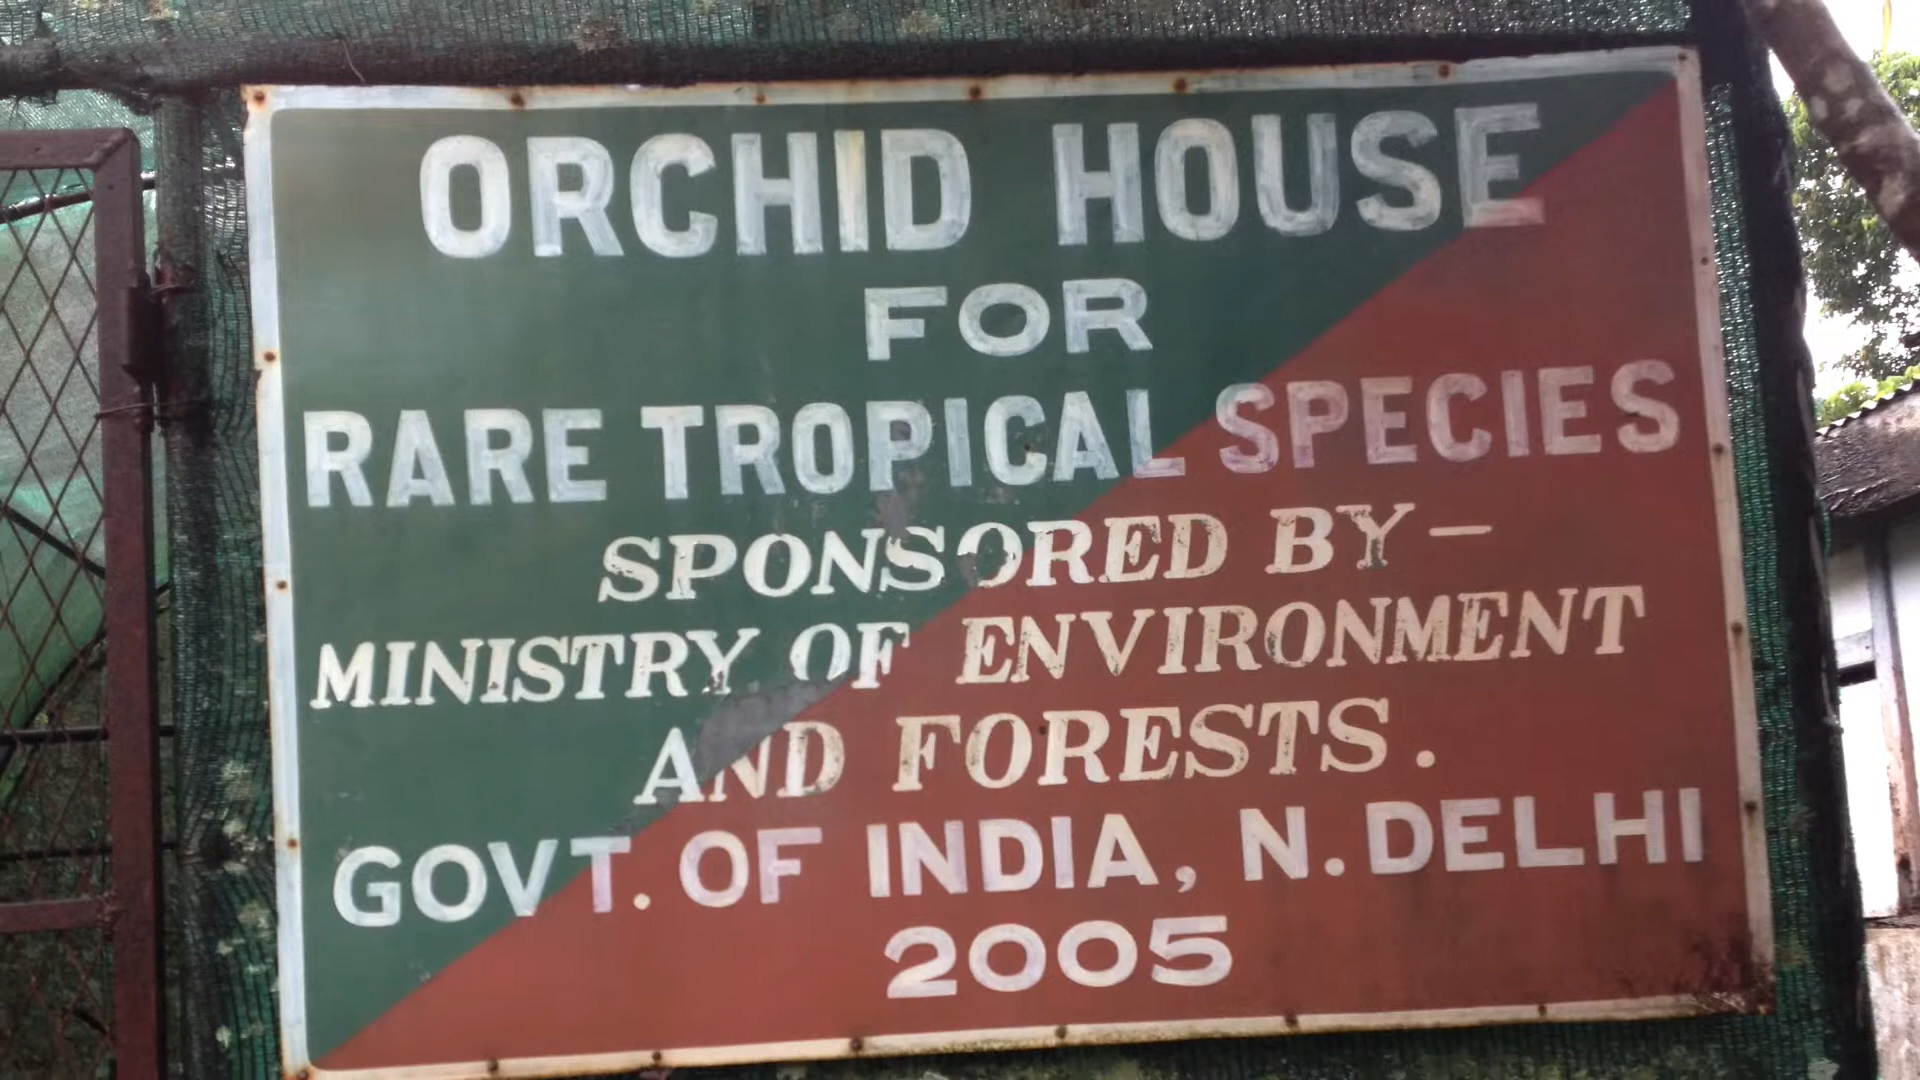 ORCHID HOUSE
FOR
RARE TROPICAL SPECIES
SPONSORED BY —
MINISTRY OF ENVIRONMENT
AND FORESTS.
GOVT. OF INDIA, N. DELHI
2005